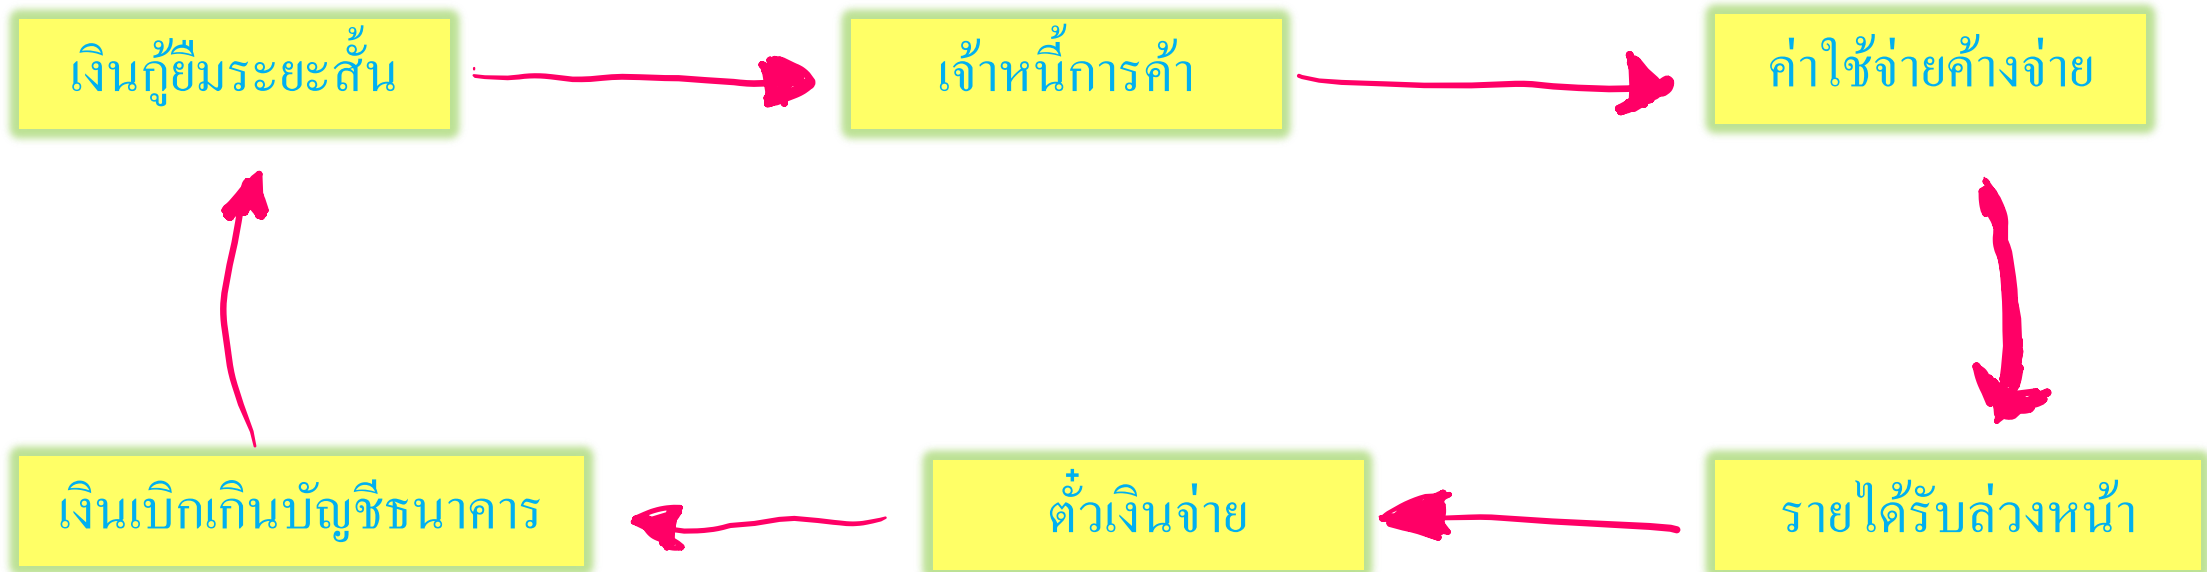 เงินกู้ยืมระยะสั้น
เจ้าหนี้การค้า
ค่าใช้จ่ายค้างจ่าย
เงินเบิกเกินบัญชีธนาคาร
ตั๋วเงินจ่าย
รายได้รับล่วงหน้า